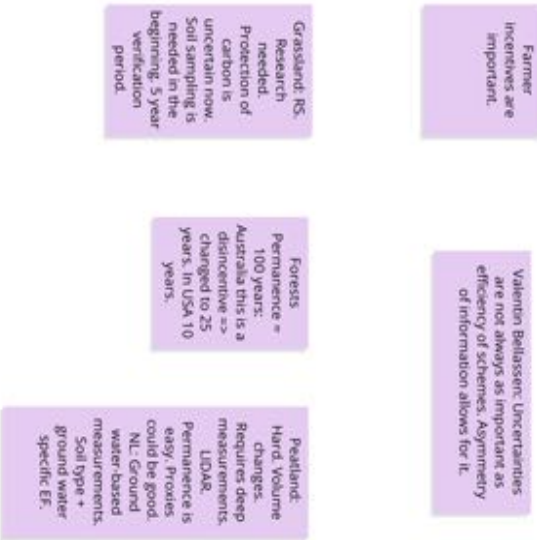 Farmer
incentives are
important.
Valentin Bellassen: Uncertainties
are not always as important as
efficiency of schemes. Asymmetry
of information allows for it.
Grassland: RS.
Research
needed.
Protection of
carbon is
uncertain now.
Soil sampling is
needed in the
beginning. 5 year
verification
period.
Forests
Permanence =
100 years:
Australia this is a
disincentive =>
changed to 25
years. In USA 10
years.
Peatland:
Hard. Volume
changes.
Requires deep
measurements.
LIDAR.
Permanence is
easy. Proxies
could be good.
NL: Ground
water-based
measurements.
Soil type +
ground water
specific EF.